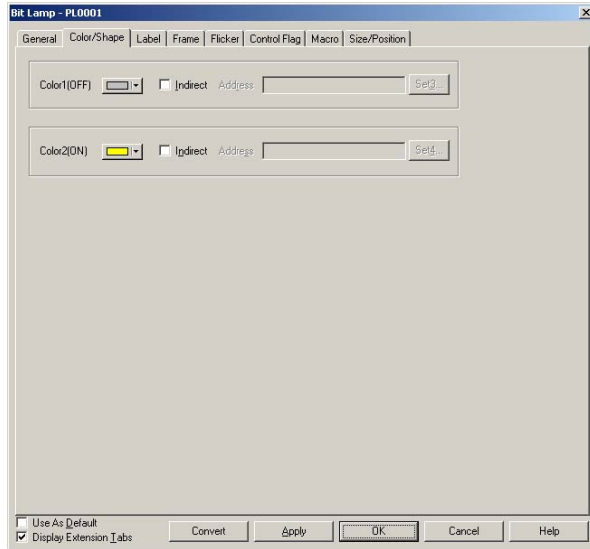 Bit Lamp - PL0001
General Color/Shape Label Frame Flicker Control Flag Macro Size/Position
Color1(OFF) Indirect Address Set3...
Color2(ON) Indirect Address Set4...
Use As Default
Display Extension Tabs
Convert Apply OK Cancel Help